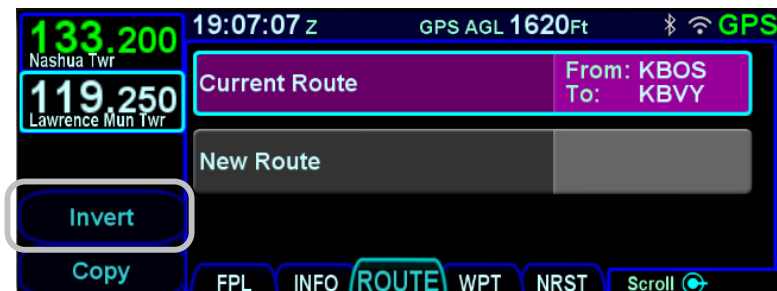 133.200
Nashua Twr
119.250
Lawrence Mun Twr
Invert
Copy
19:07:07 Z GPS AGL 1620Ft GPS
Current Route From: KBOS
To: KBVY
New Route
FPL INFO ROUTE WPT NRST Scroll